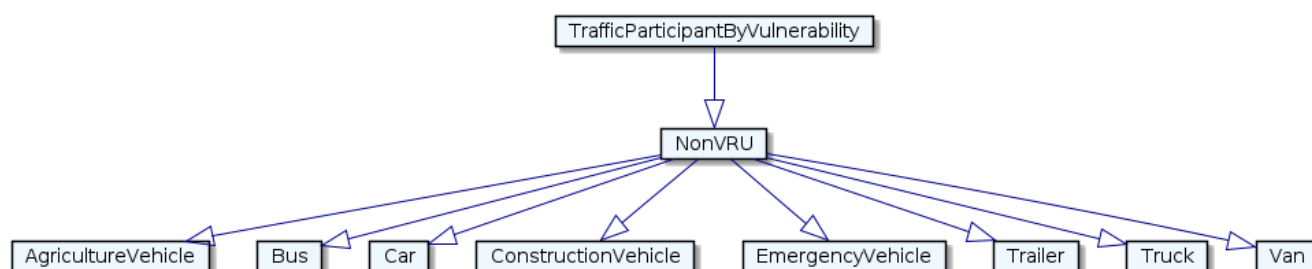 TrafficParticipantByVulnerability
NonVRU
AgricultureVehicle Bus Car ConstructionVehicle EmergencyVehicle Trailer Truck Van